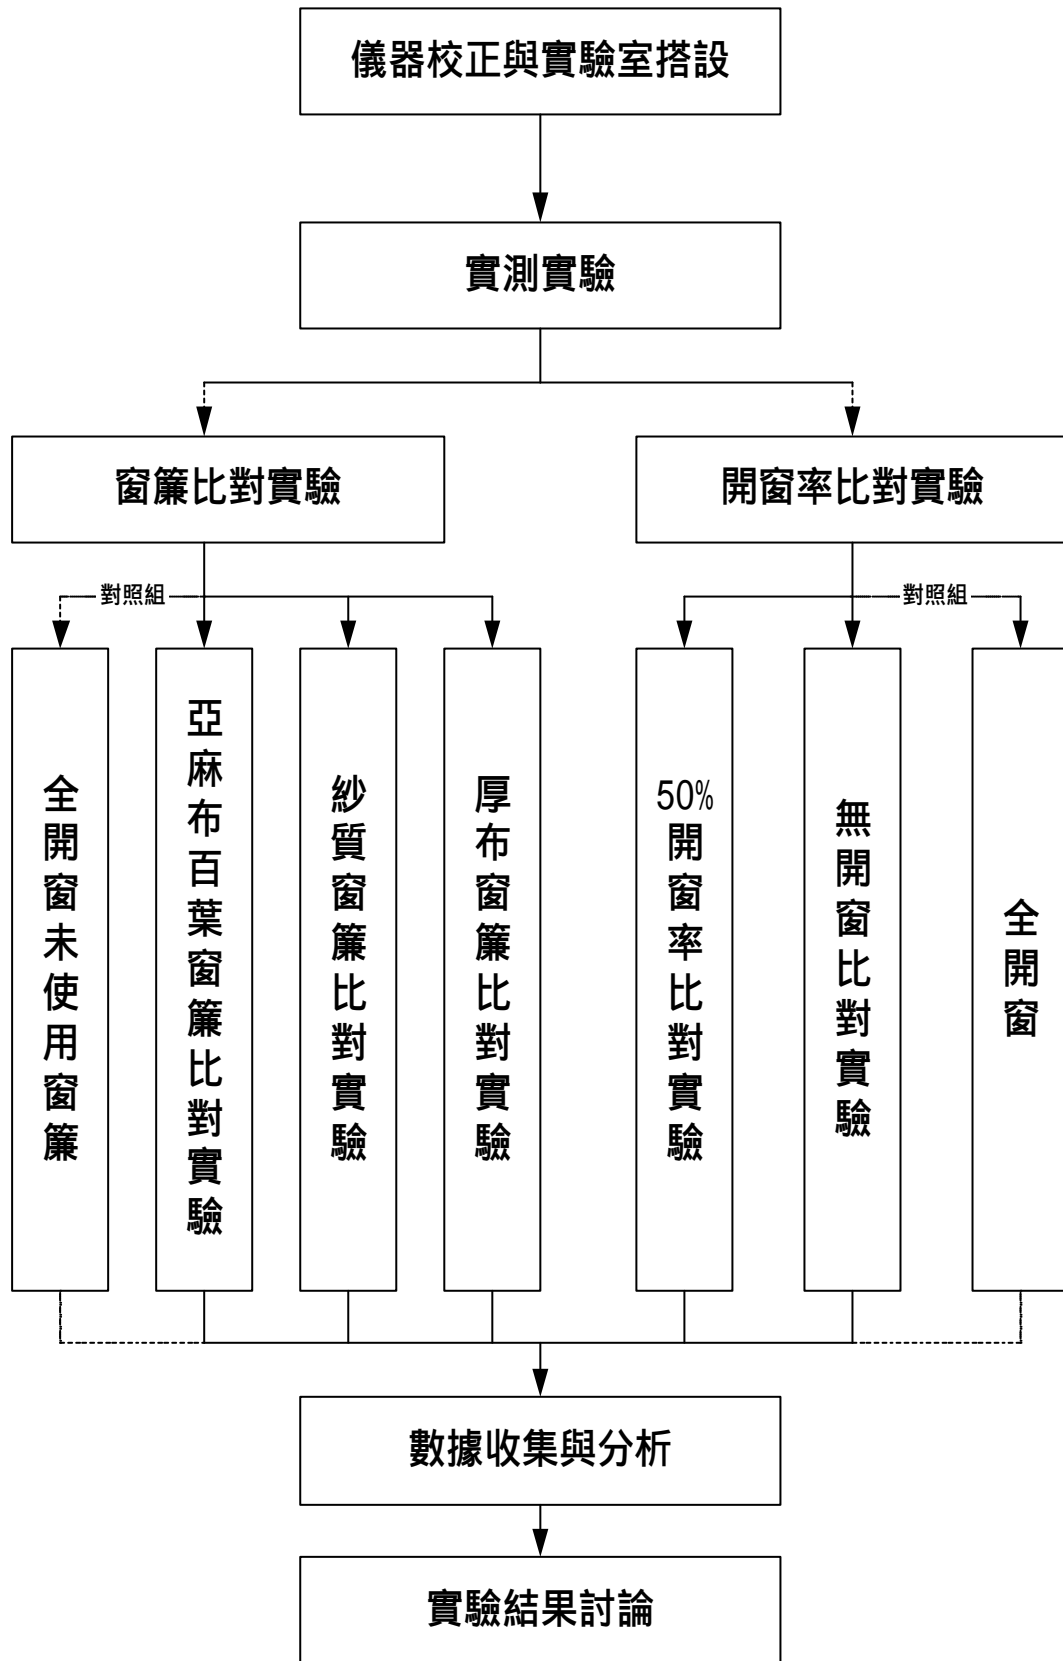 儀器校正與實驗室搭設
實測實驗
窗簾比對實驗
開窗率比對實驗
對照組
對照組
全開窗未使用窗簾
亞麻布百葉窗簾比對實驗
紗質窗簾比對實驗
厚布窗簾比對實驗
50%開窗率比對實驗
無開窗比對實驗
全開窗
數據收集與分析
實驗結果討論